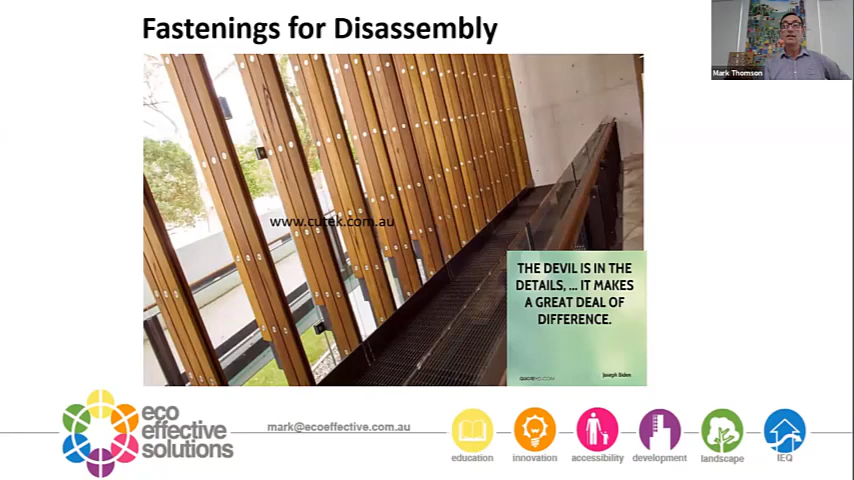 Fastenings for Disassembly
Mark Thomson
www.cutek.com.au
THE DEVIL IS IN THE
DETAILS, ... IT MAKES
A GREAT DEAL OF
DIFFERENCE.
Joseph Biden
eco
effective
solutions
mark@ecoeffective.com.au
education
innovation
accessibility
development
landscape
IEQ